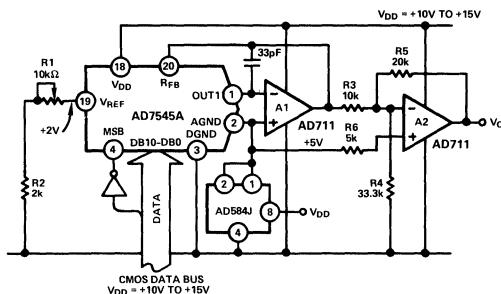 VDD = +10V TO +15V
18
20
33pF
R1
10kΩ
VDD
RFB
R5
20k
OUT1
1
19
VREF
AD7545A
A1
R3
10k
+2V
AGND
2
A2
VO
MSB
DB10-DB0
DGND
AD711
AD711
4
3
+5V
R6
5k
R2
2k
DATA
2
1
AD584J
8
VDD
R4
33.3k
4
CMOS DATA BUS
VDD = +10V TO +15V